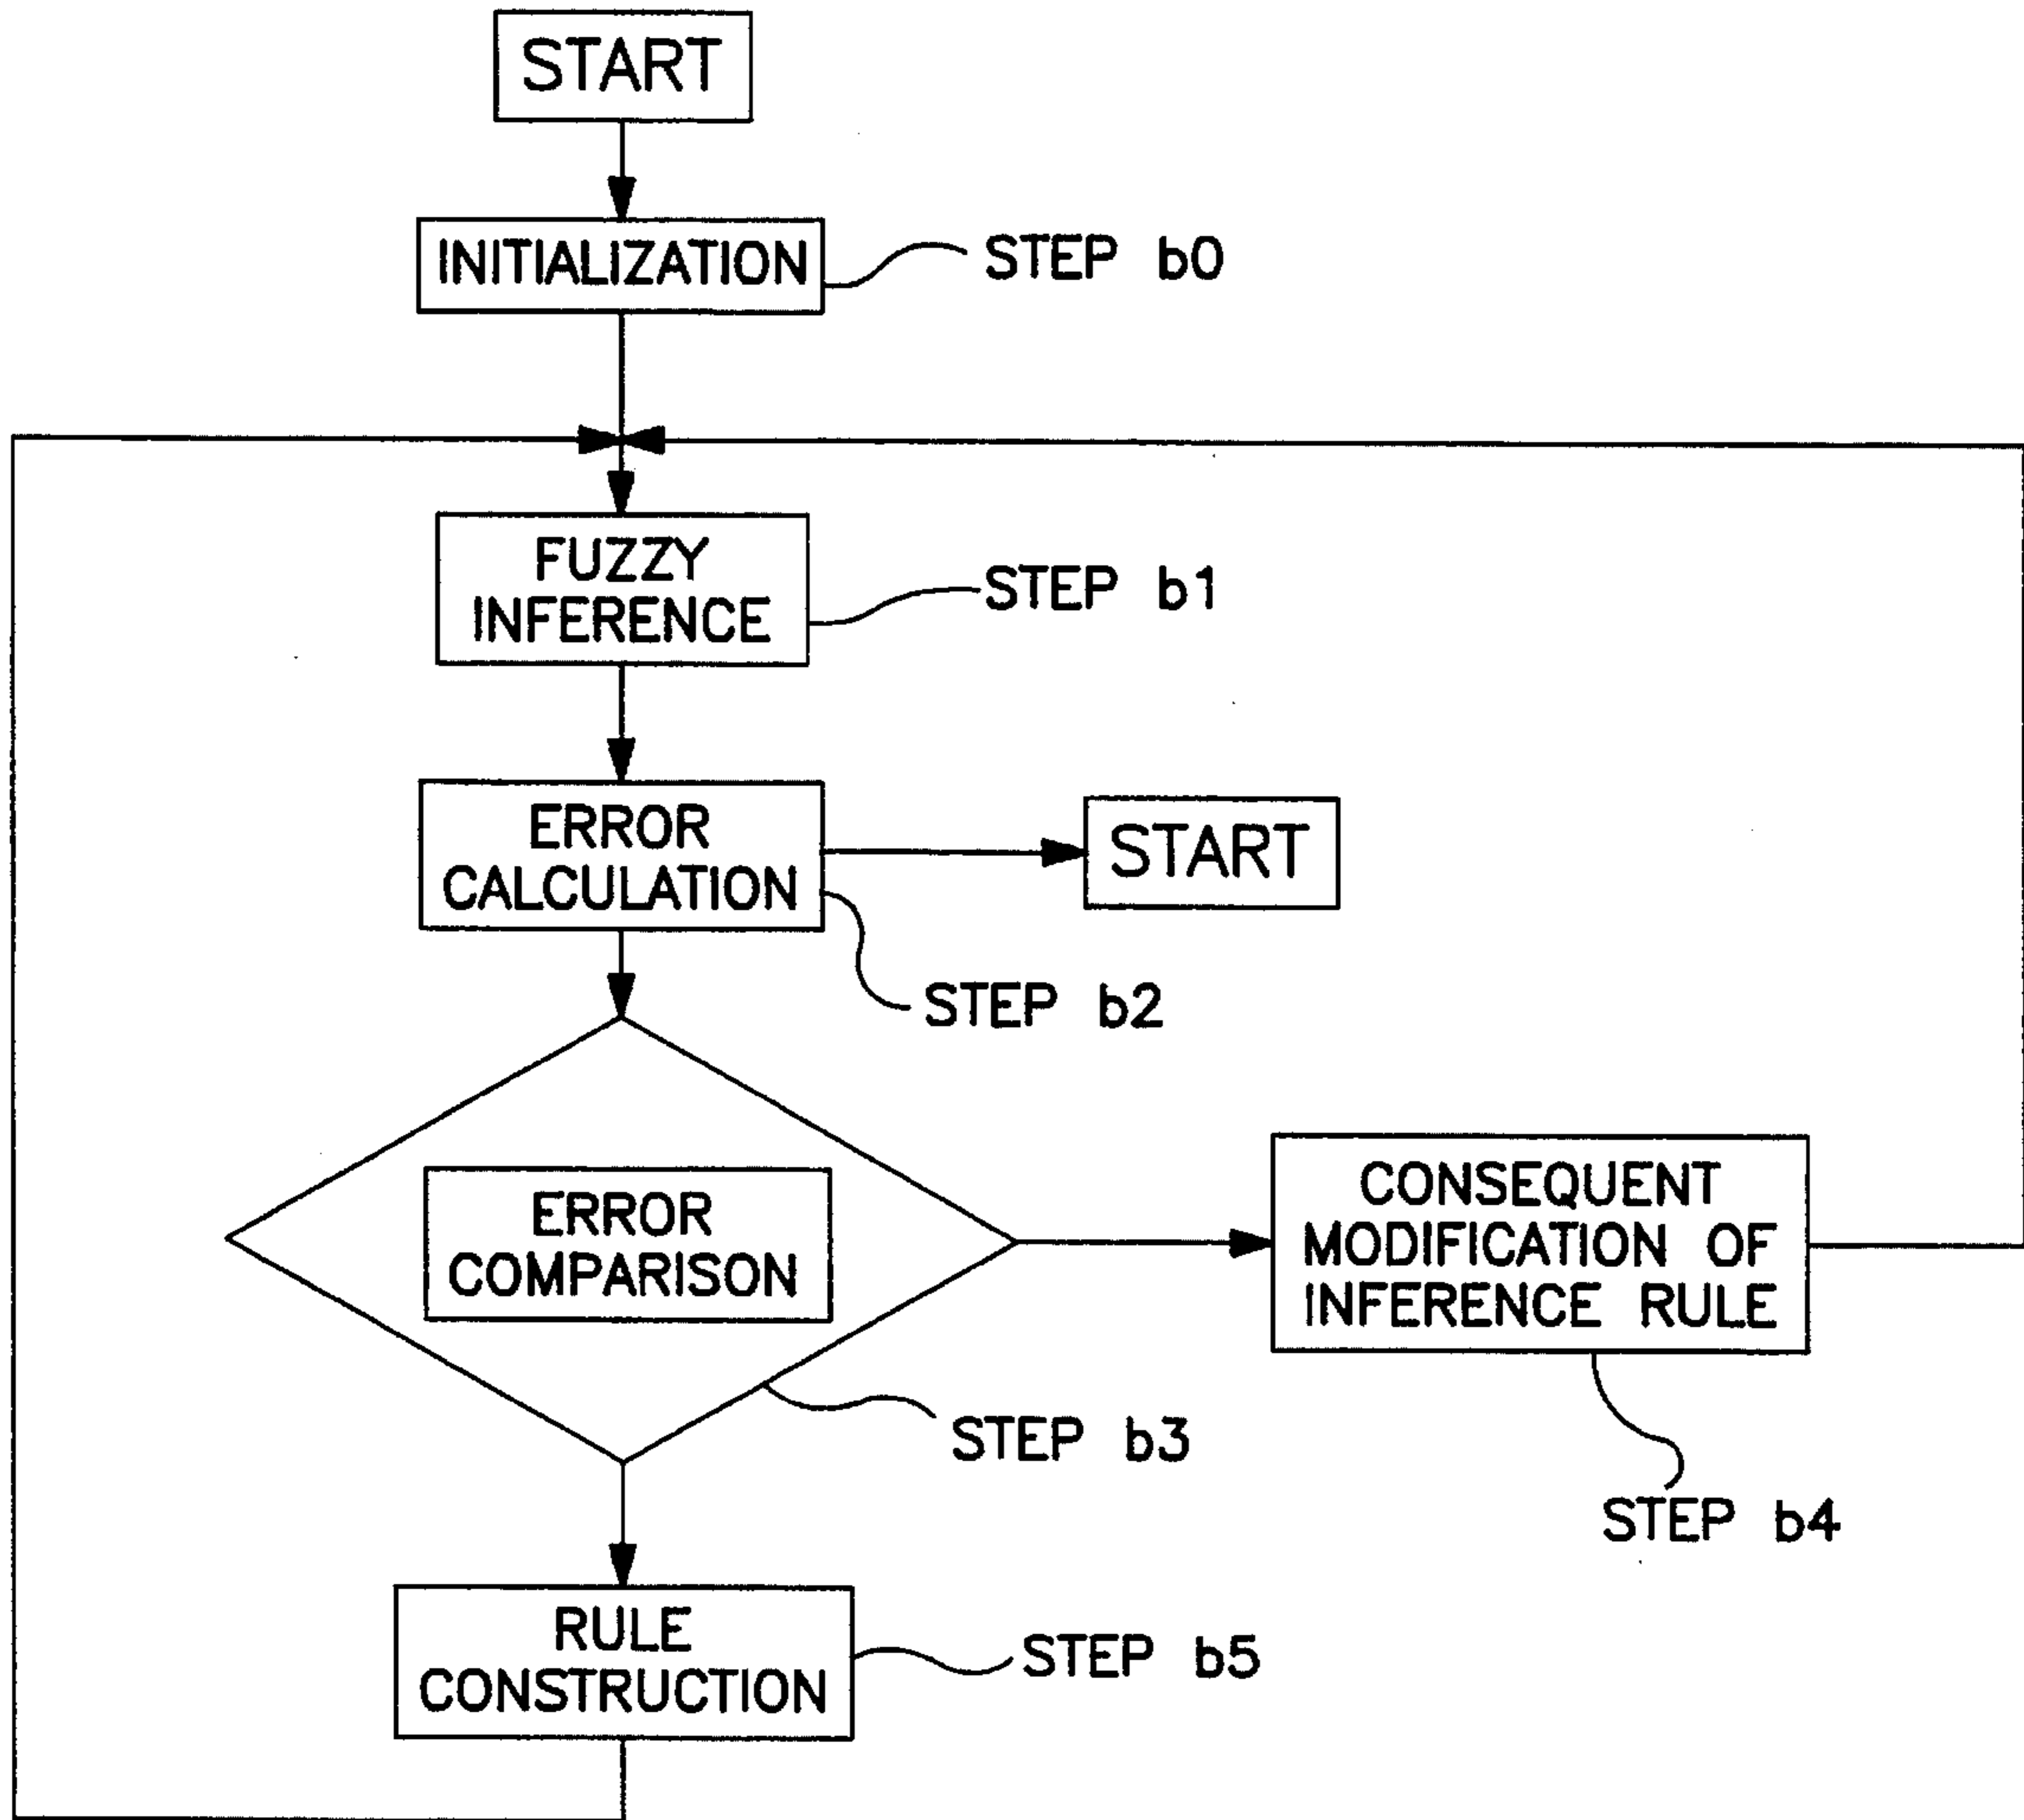 START
INITIALIZATION
STEP b0
FUZZY
INFERENCE
STEP b1
ERROR
CALCULATION
START
STEP b2
ERROR
COMPARISON
CONSEQUENT
MODIFICATION OF
INFERENCE RULE
STEP b3
STEP b4
RULE
CONSTRUCTION
STEP b5